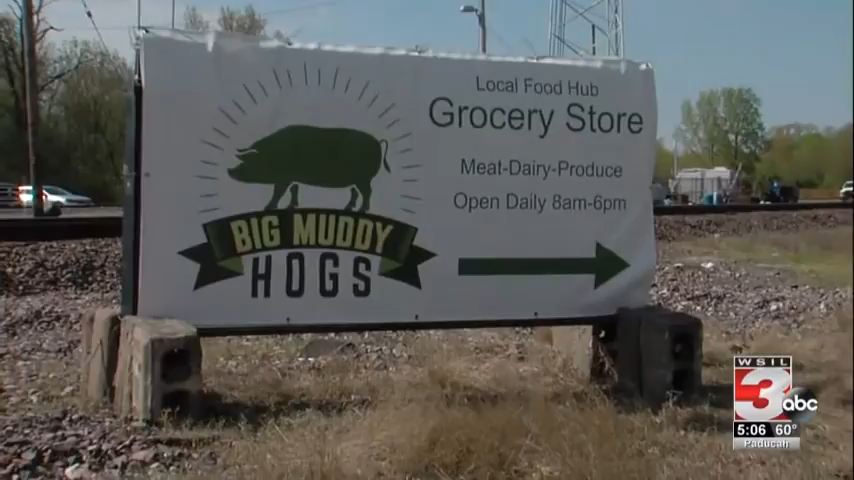 Local Food Hub
Grocery Store
Meat-Dairy-Produce
Open Daily 8am-6pm
BIG MUDDY
HOGS
WSIL
3 abc
5:06 60°
Paducah